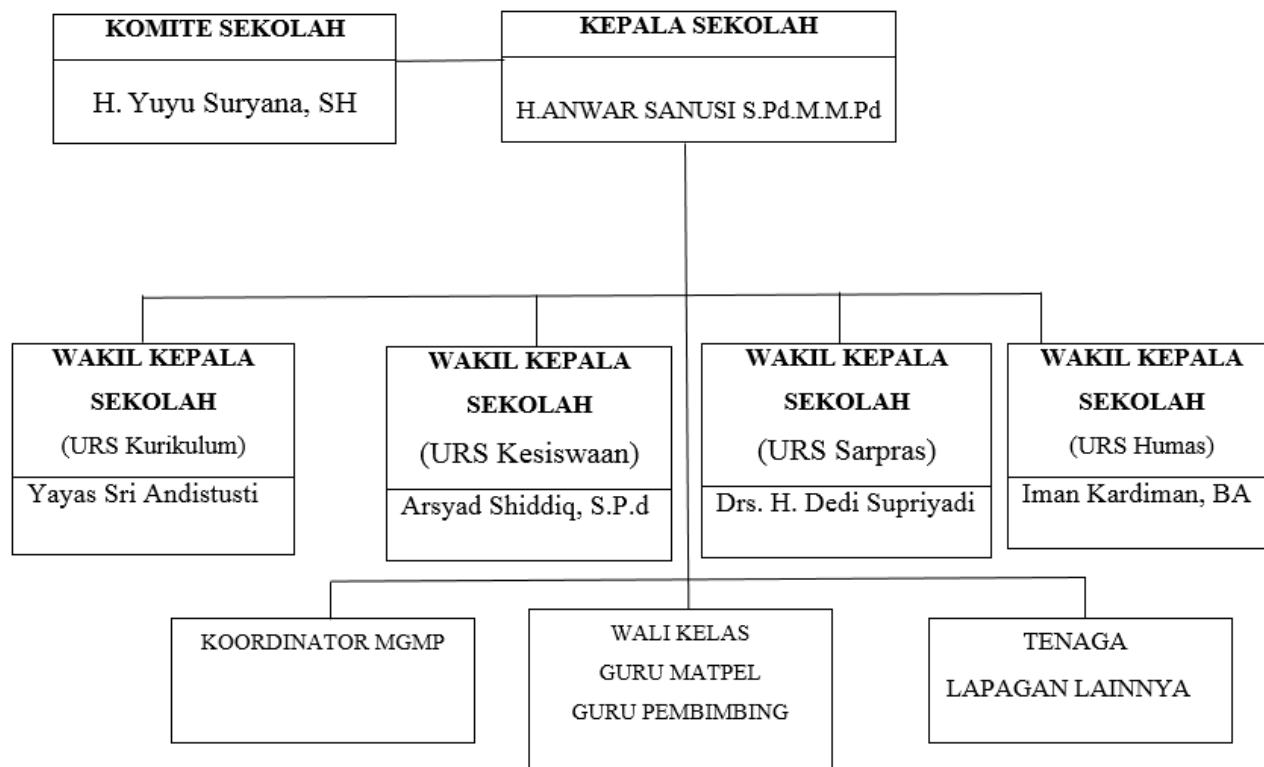 KOMITE SEKOLAH
H. Yuyu Suryana, SH
KEPALA SEKOLAH
H.ANWAR SANUSI S.Pd.M.M.Pd
WAKIL KEPALA
SEKOLAH
(URS Kurikulum)
Yayas Sri Andistusti
WAKIL KEPALA
SEKOLAH
(URS Kesiswaan)
Arsyad Shiddiq, S.P.d
WAKIL KEPALA
SEKOLAH
(URS Sarpras)
Drs. H. Dedi Supriyadi
WAKIL KEPALA
SEKOLAH
(URS Humas)
Iman Kardiman, BA
KOORDINATOR MGMP
WALI KELAS
GURU MATPEL
GURU PEMBIMBING
TENAGA
LAPAGAN LAINNYA